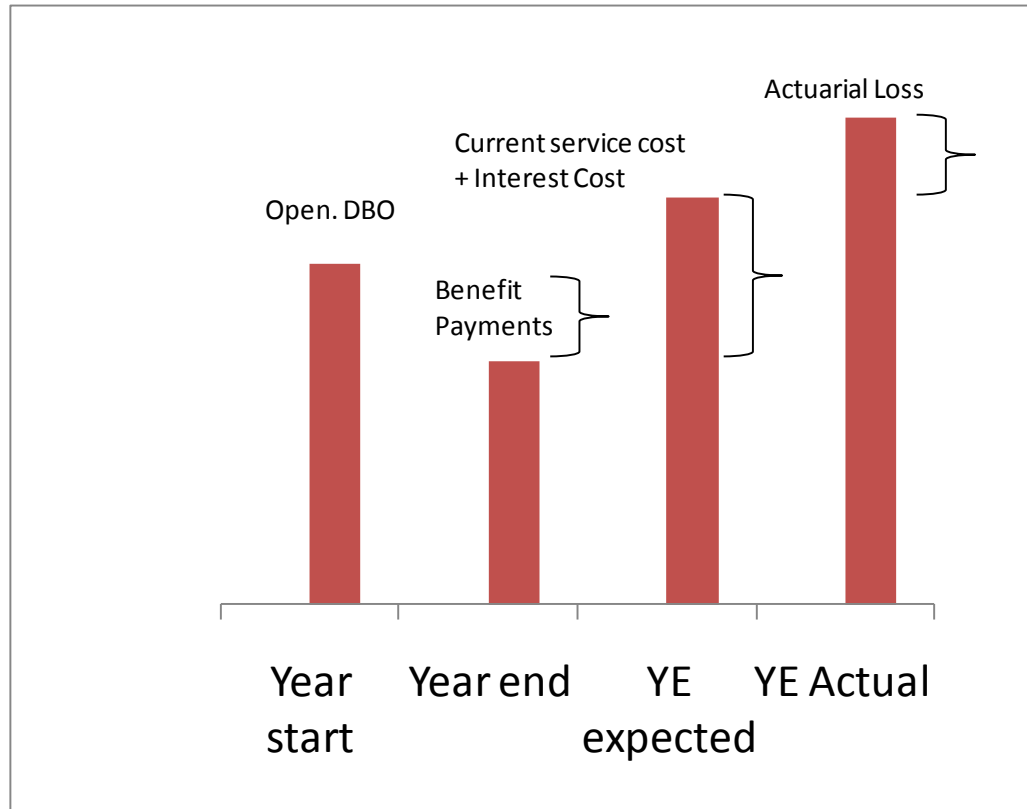 Actuarial Loss
Current service cost
+ Interest Cost
Open. DBO
Benefit
Payments
Year
start
Year end
YE
expected
YE Actual